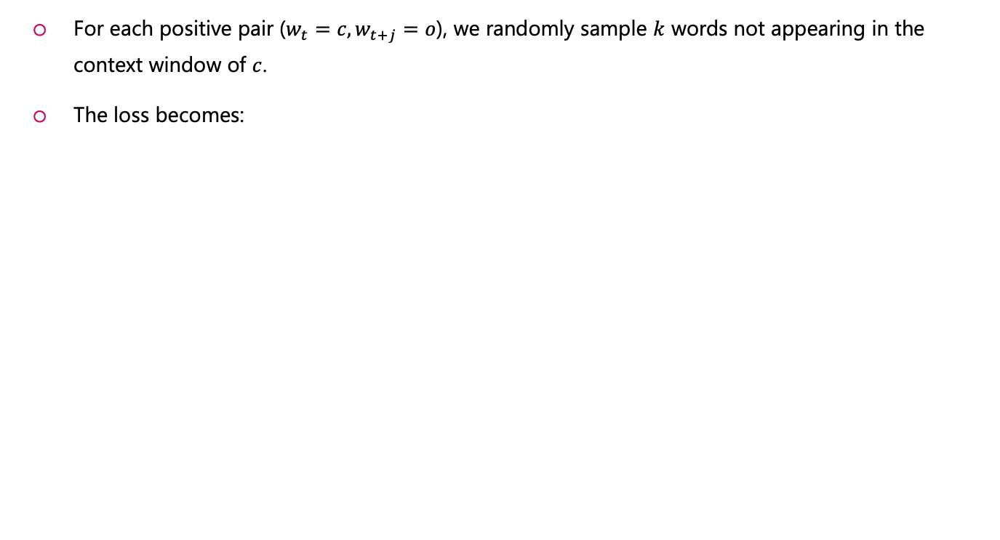 For each positive pair (𝑤ₜ = 𝑐, 𝑤ₜ₊ⱼ = 𝑜), we randomly sample 𝑘 words not appearing in the
context window of 𝑐.
The loss becomes: